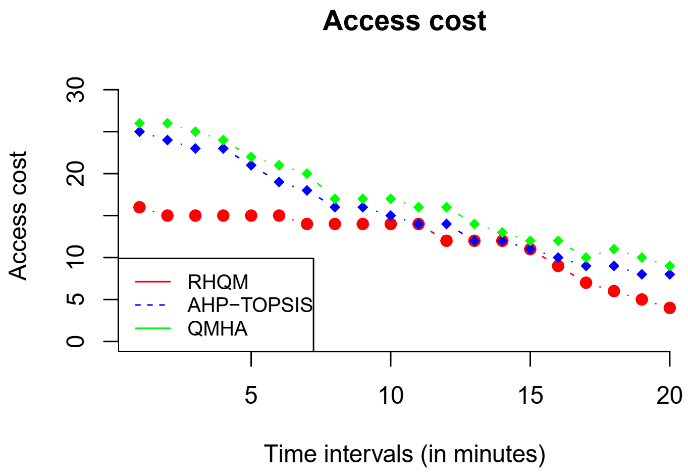 Access cost
Access cost
30
20
10
5
0
RHQM
AHP−TOPSIS
QMHA
5 10 15 20
Time intervals (in minutes)